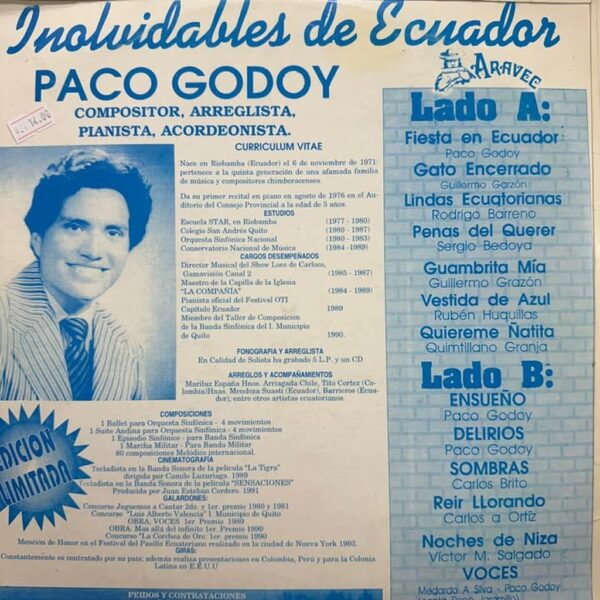 Inolvidables de Ecuador
PACO GODOY
COMPOSITOR, ARREGLISTA,
PIANISTA, ACORDEONISTA.
14.00
CURRICULUM VITAE
Nace en Riobamba (Ecuador) el 6 de noviembre de 1971:
pertenece a la quinta generación de una afamada familia
de música y compositores chimboracenses.
Da su primer recital en piano en agosto de 1976 en el Au-
ditorio del Consejo Provincial a la edad de 5 años.
ESTUDIOS
Escuela STAR, en Riobamba (1977 - 1980)
Colegio San Andrés Quito (1980 - 1987)
Orquesta Sinfónica Nacional (1980 - 1983)
Conservatorio Nacional de Música (1984 - 1989)
CARGOS DESEMPEÑADOS
Director Musical del Show Loco de Carloco,
Gamavisión Canal 2 (1985 - 1987)
Maestro de la Capilla de la Iglesia
"LA COMPAÑIA" (1984 - 1989)
Pianista oficial del Festival OTI
Capítulo Ecuador 1989
Miembro del Taller de Composición
de la Banda Sinfónica del I. Municipio
de Quito 1990.
FONOGRAFIA Y ARREGLISTA
En Calidad de Solista ha grabado 5 L.P. y un CD
ARREGLOS Y ACOMPAÑAMIENTOS
Mariluz España Hnos. Arriagada Chile, Tito Cortez (Co-
lombia)/Hnas. Mendoza Suasti (Ecuador), Barrieros (Ecua-
dor); entre otros artistas ecuatorianos.
COMPOSICIONES
1 Ballet para Orquesta Sinfónica - 4 movimientos
1 Suite Andina para Orquesta Sinfónica - 4 movimientos
1 Episodio Sinfónico - para Banda Sinfónica
1 Marcha Militar - Para Banda Militar
80 composiciones Melódico internacional.
CINEMATOGRAFIA
Tecladista en la Banda Sonora de la película "La Tigra"
dirigida por Camilo Luzuriaga. 1989
Tecladista en la Banda Sonora de la película "SENSACIONES"
Producida por Juan Esteban Cordero. 1991
GALARDONES:
Concurso Juguemos a Cantar 2do. y 1er. premio 1980 y 1981
Concurso "Luis Alberto Valencia" I. Municipio de Quito
OBRA: VOCES 1er. Premio 1989
OBRA: Mas allá del infinito 1er. Premio 1990
Concurso "La Corchea de Oro" 1er. premio 1990
Mención de Honor en el Festival del Pasillo Ecuatoriano realizado en la ciudad de Nueva York 1993.
GIRAS:
Constantemente es contratado por su país; además realiza presentaciones en Colombia, Perú y para la Colonia
Latina en E.E.U.U
PEIDOS Y CONTRATACIONES
EDICION
LIMITADA
EL ARAVEC
Lado A:
Fiesta en Ecuador
Paco Godoy
Gato Encerrado
Guillermo Garzón
Lindas Ecuatorianas
Rodrigo Barreno
Penas del Querer
Sergio Bedoya
Guambrita Mía
Guillermo Grazón
Vestida de Azul
Rubén Huquillas
Quiereme Ñatita
Quimtillano Granja
Lado B:
ENSUEÑO
Paco Godoy
DELIRIOS
Paco Godoy
SOMBRAS
Carlos Brito
Reir Llorando
Carlos a Ortíz
Noches de Niza
Víctor M. Salgado
VOCES
Medardo A Silva - Paco Godoy